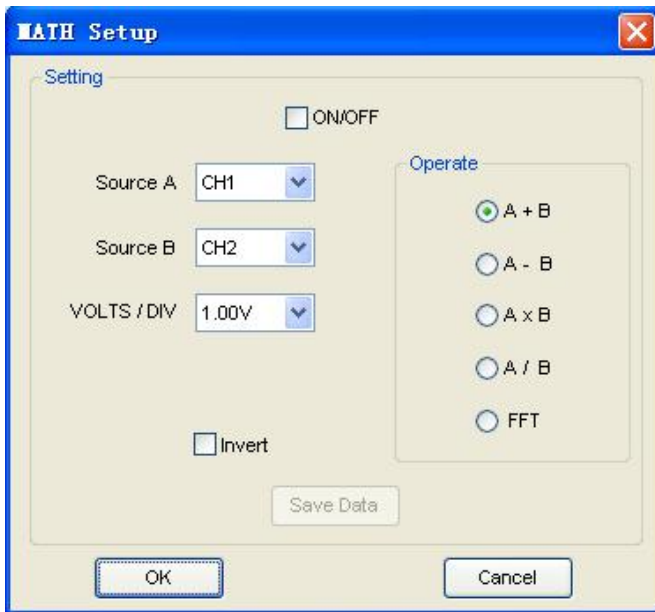 MATH Setup
Setting
ON/OFF
Source A CH1
Source B CH2
VOLTS / DIV 1.00V
Invert
Operate
A + B
A - B
A x B
A / B
FFT
Save Data
OK
Cancel